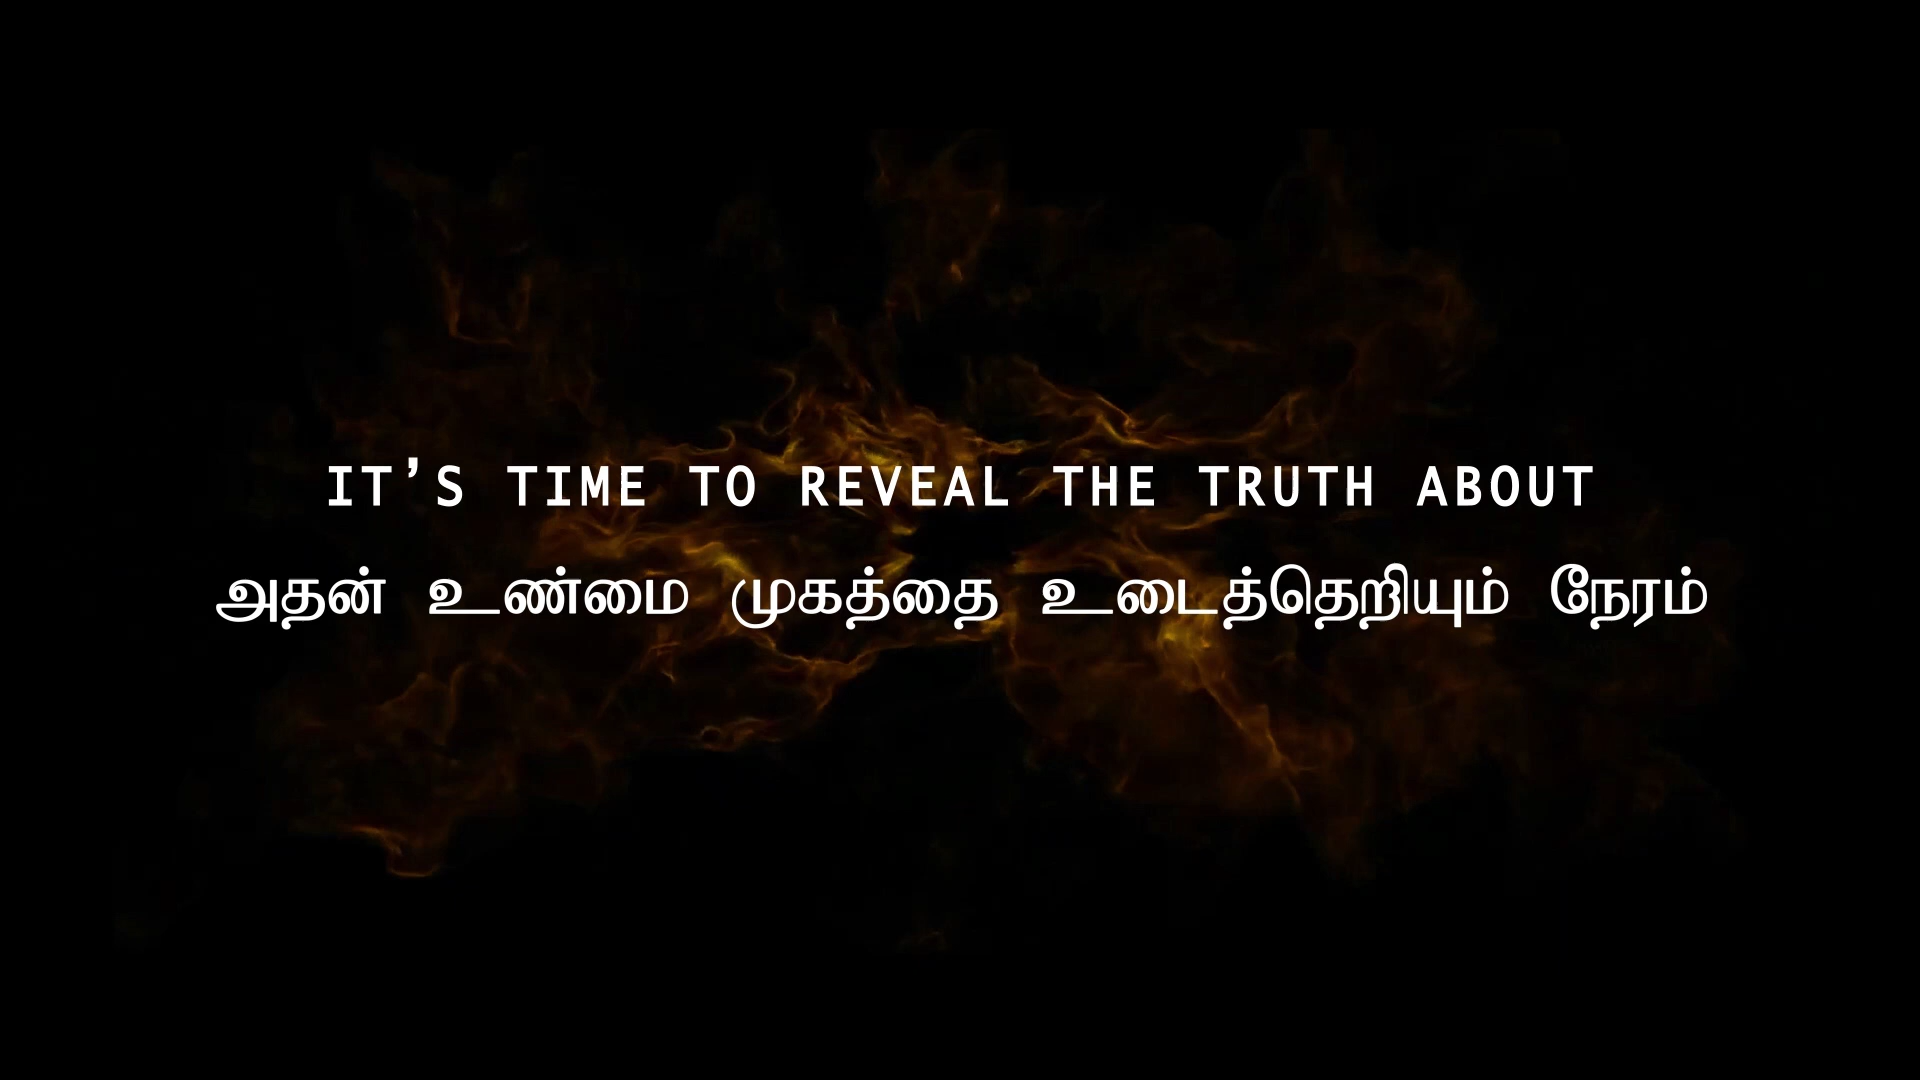 IT’S TIME TO REVEAL THE TRUTH ABOUT
அதன் உண்மை முகத்தை உடைத்தெறியும் நேரம்